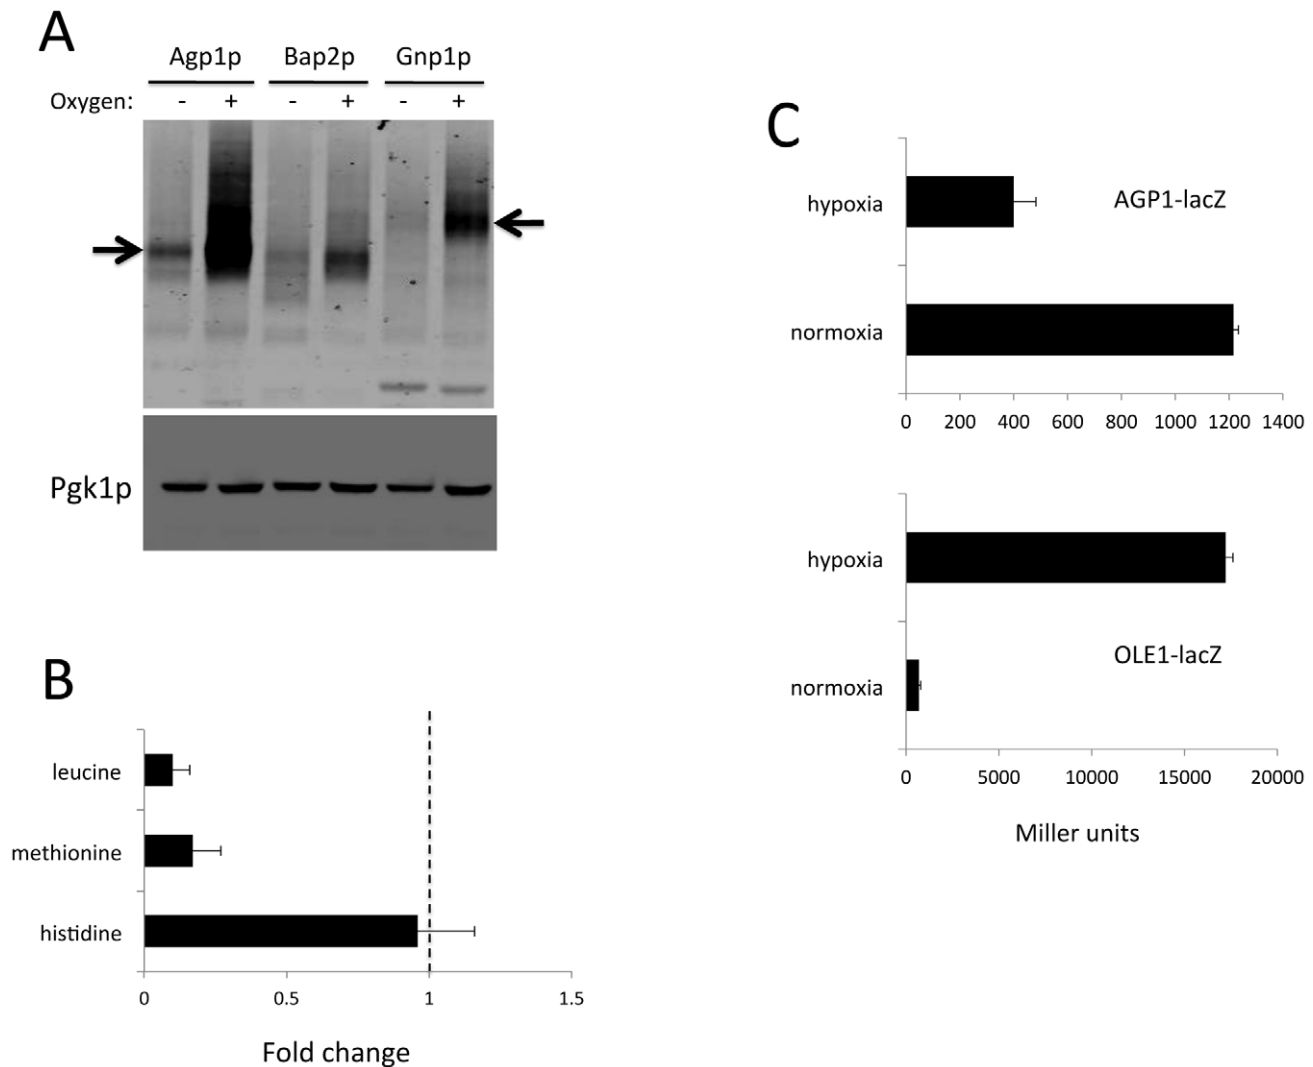 A
Agp1p Bap2p Gnp1p
Oxygen: - + - + - +
Pgk1p
B
leucine
methionine
histidine
0 0.5 1 1.5
Fold change
C
hypoxia AGP1-lacZ
normoxia
0 200 400 600 800 1000 1200 1400
hypoxia
OLE1-lacZ
normoxia
0 5000 10000 15000 20000
Miller units